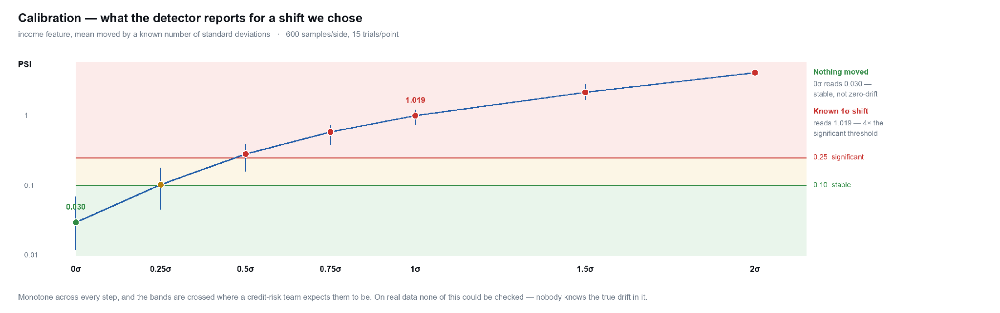 Calibration — what the detector reports for a shift we chose
income feature, mean moved by a known number of standard deviations · 600 samples/side, 15 trials/point
PSI
Nothing moved
0σ reads 0.030 —
stable, not zero-drift
1.019
Known 1σ shift
1
reads 1.019 — 4× the
significant threshold
0.25 significant
0.1
0.10 stable
0.030
0.01
0σ 0.25σ 0.5σ 0.75σ 1σ 1.5σ 2σ
Monotone across every step, and the bands are crossed where a credit-risk team expects them to be. On real data none of this could be checked — nobody knows the true drift in it.